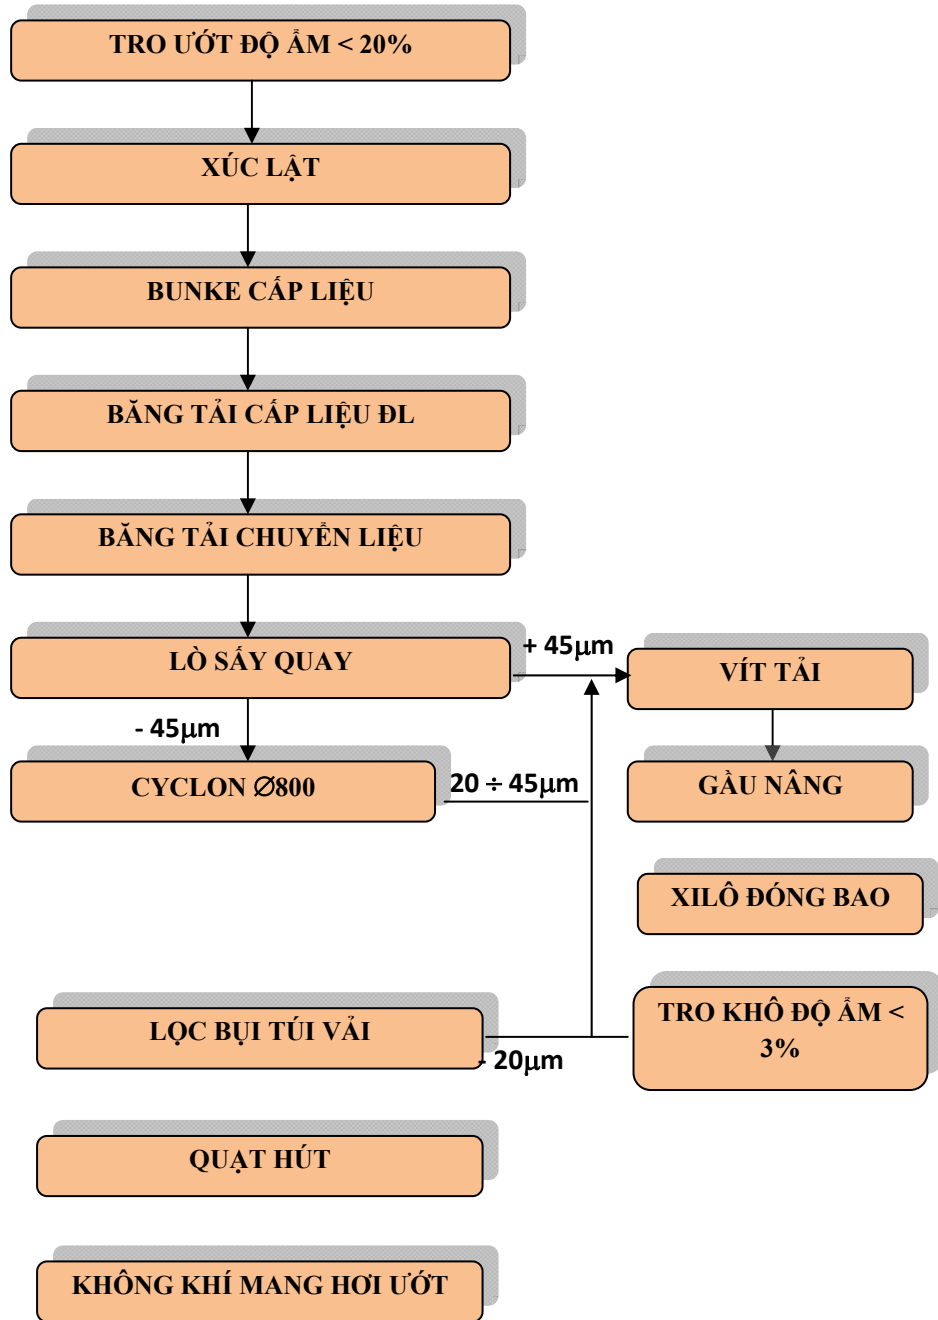 TRO ƯỚT ĐỘ ẨM < 20%
XÚC LẬT
BUNKE CẤP LIỆU
BĂNG TẢI CẤP LIỆU ĐL
BĂNG TẢI CHUYỂN LIỆU
LÒ SẤY QUAY
+ 45μm
VÍT TẢI
- 45μm
CYCLON ∅800
20 ÷ 45μm
GẦU NÂNG
XILÔ ĐÓNG BAO
LỌC BỤI TÚI VẢI
- 20μm
TRO KHÔ ĐỘ ẨM <
3%
QUẠT HÚT
KHÔNG KHÍ MANG HƠI ƯỚT